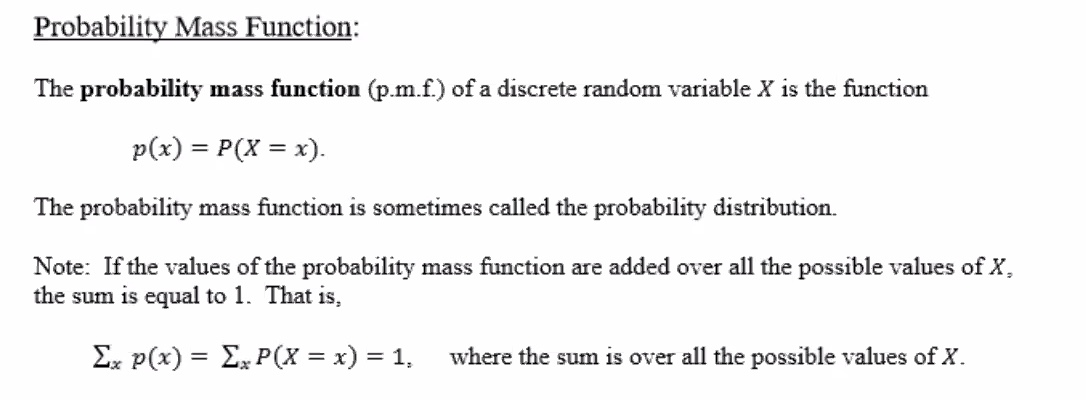 Probability Mass Function:
The probability mass function (p.m.f.) of a discrete random variable X is the function
p(x) = P(X = x).
The probability mass function is sometimes called the probability distribution.
Note:  If the values of the probability mass function are added over all the possible values of X,
the sum is equal to 1.  That is,
∑ₓ p(x) = ∑ₓ P(X = x) = 1,    where the sum is over all the possible values of X.